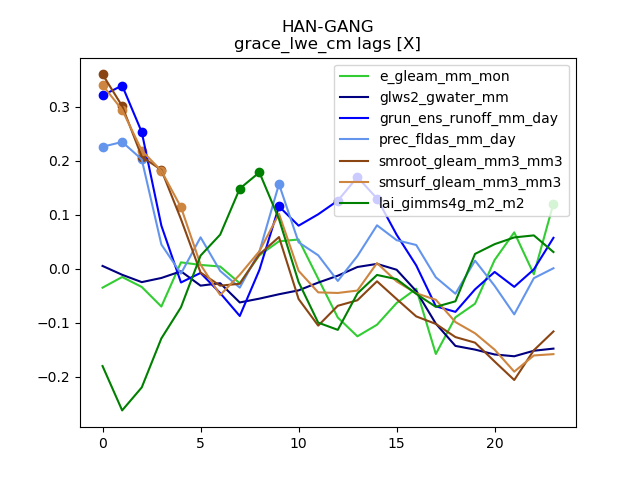 HAN-GANG
grace_lwe_cm lags [X]
e_gleam_mm_mon
glws2_gwater_mm
grun_ens_runoff_mm_day
prec_fldas_mm_day
smroot_gleam_mm3_mm3
smsurf_gleam_mm3_mm3
lai_gimms4g_m2_m2
0.3
0.2
0.1
0.0
−0.1
−0.2
0 5 10 15 20